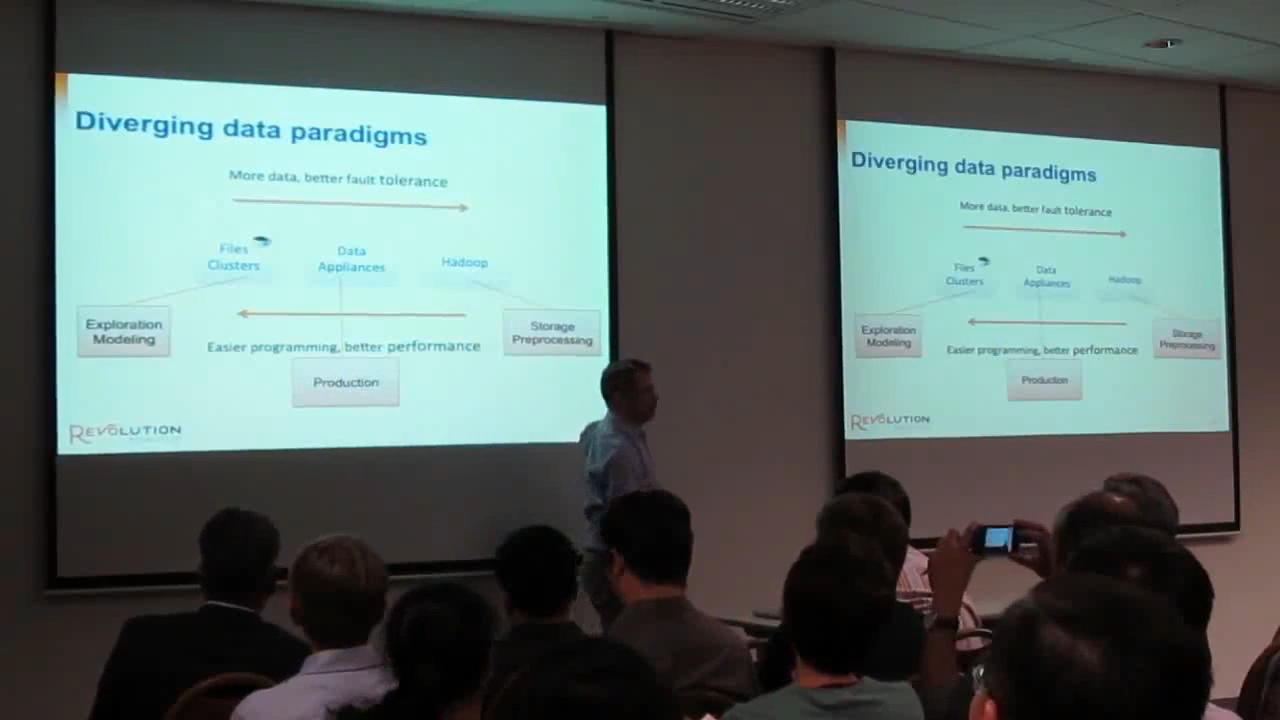 Diverging data paradigms
More data, better fault tolerance
Files
Clusters
Data
Appliances
Hadoop
Exploration
Modeling
Storage
Preprocessing
Easier programming, better performance
Production
REVOLUTION
Diverging data paradigms
More data, better fault tolerance
Files
Clusters
Data
Appliances
Hadoop
Exploration
Modeling
Storage
Preprocessing
Easier programming, better performance
Production
REVOLUTION